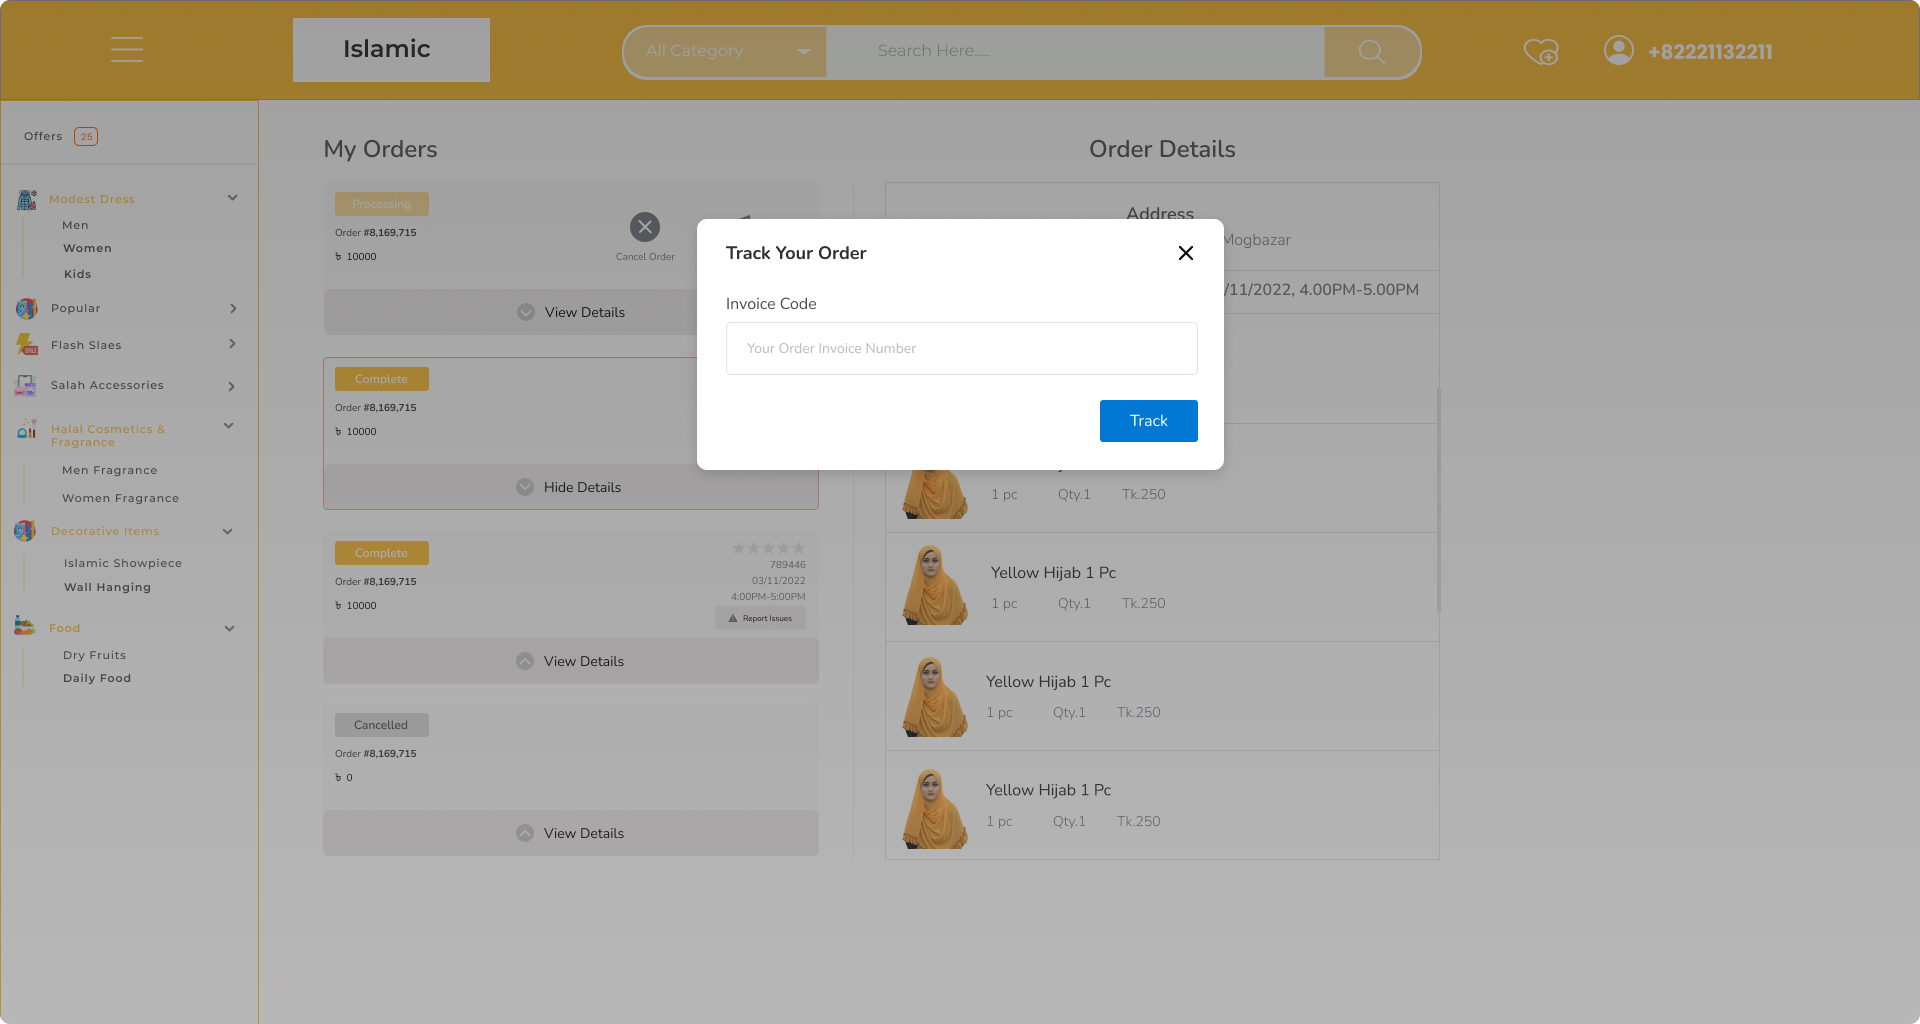 Islamic
All Category
Search Here.....
+82221132211
Offers 25
Modest Dress
Men
Women
Kids
Popular
Flash Slaes
Salah Accessories
Halal Cosmetics &
Fragrance
Men Fragrance
Women Fragrance
Decorative Items
Islamic Showpiece
Wall Hanging
Food
Dry Fruits
Daily Food
My Orders
Processing
Order #8,169,715
৳ 10000
Cancel Order
View Details
Complete
Order #8,169,715
৳ 10000
Hide Details
Complete
Order #8,169,715
৳ 10000
789446
03/11/2022
4:00PM-5:00PM
Report Issues
View Details
Cancelled
Order #8,169,715
৳ 0
View Details
Order Details
Address
Mogbazar
/11/2022, 4.00PM-5.00PM
1 pc Qty.1 Tk.250
Yellow Hijab 1 Pc
1 pc Qty.1 Tk.250
Yellow Hijab 1 Pc
1 pc Qty.1 Tk.250
Yellow Hijab 1 Pc
1 pc Qty.1 Tk.250
Track Your Order
Invoice Code
Your Order Invoice Number
Track